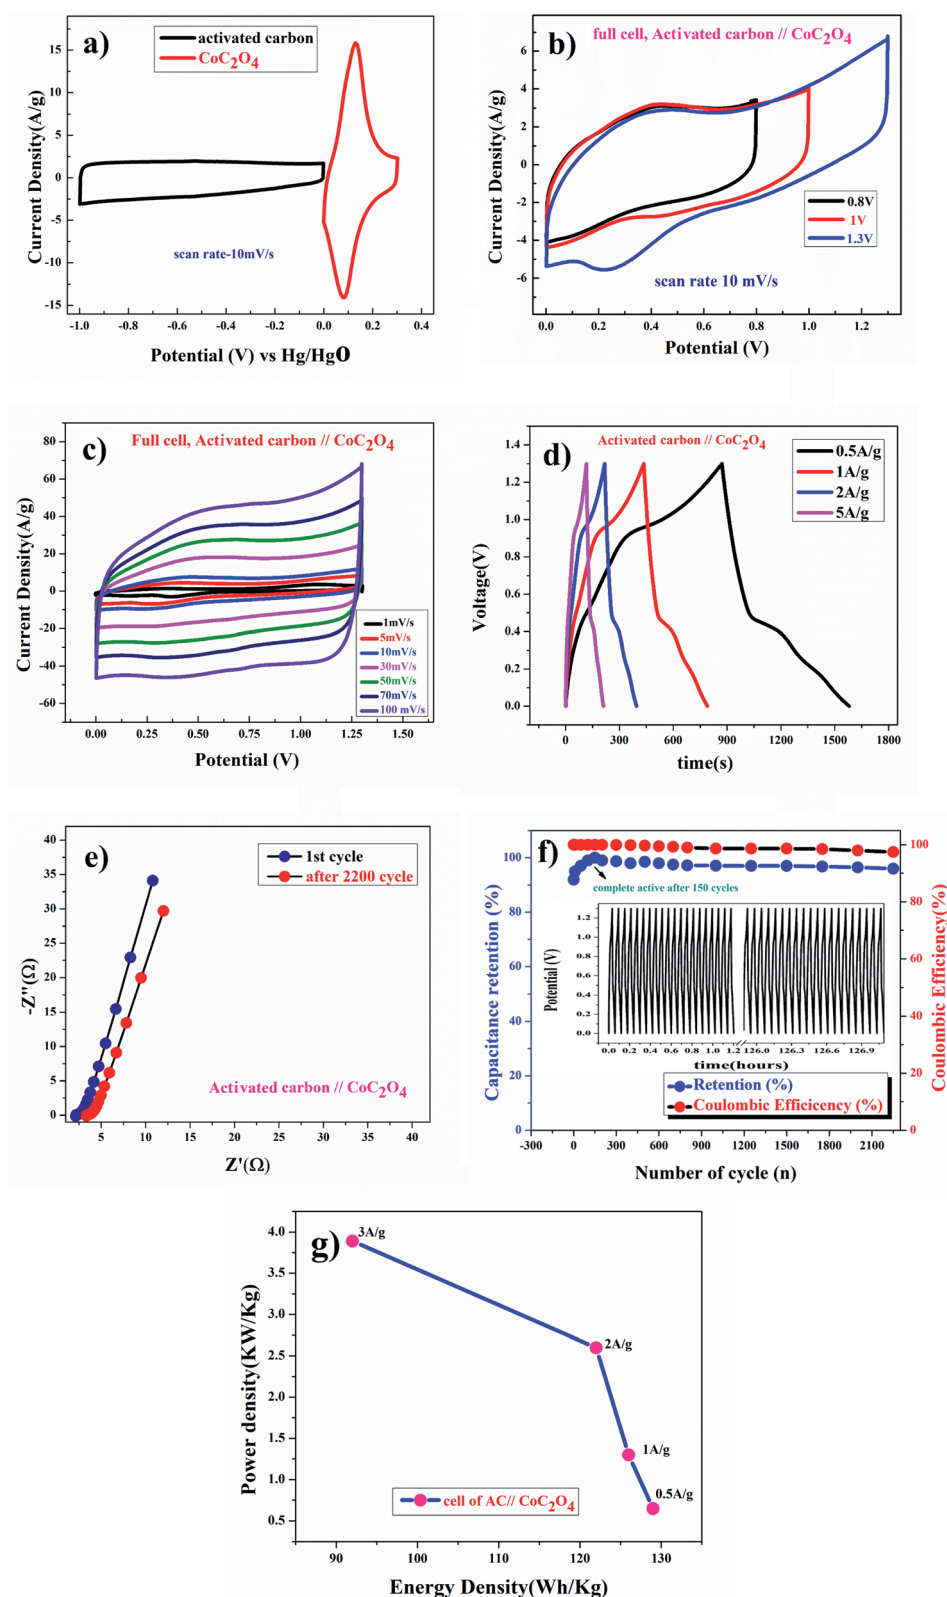 a)
activated carbon
CoC2O4
15
10
5
0
-5
-10
-15
Current Density(A/g)
scan rate-10mV/s
-1.0 -0.8 -0.6 -0.4 -0.2 0.0 0.2 0.4
Potential (V) vs Hg/HgO
b)
full cell, Activated carbon // CoC2O4
6
4
2
0
-2
-4
-6
Current Density(A/g)
0.8V
1V
1.3V
scan rate 10 mV/s
0.0 0.2 0.4 0.6 0.8 1.0 1.2
Potential (V)
c)
Full cell, Activated carbon // CoC2O4
80
60
40
20
0
-20
-40
-60
Current Density(A/g)
1mV/s
5mV/s
10mV/s
30mV/s
50mV/s
70mV/s
100 mV/s
0.00 0.25 0.50 0.75 1.00 1.25 1.50
Potential (V)
d)
Activated carbon // CoC2O4
1.4
1.2
1.0
0.8
0.6
0.4
0.2
0.0
Voltage(V)
0.5A/g
1A/g
2A/g
5A/g
0 300 600 900 1200 1500 1800
time(s)
e)
1st cycle
after 2200 cycle
40
35
30
25
20
15
10
5
0
-Z"(Ω)
Activated carbon // CoC2O4
5 10 15 20 25 30 35 40
Z'(Ω)
f)
100
80
60
40
20
0
Capacitance retention (%)
complete active after 150 cycles
100
80
60
40
20
0
Coulombic Efficiency(%)
1.2
1.0
0.8
0.6
0.4
0.2
0.0
Potential (V)
0.0 0.2 0.4 0.6 0.8 1.0 1.2 126.0 126.3 126.6 126.9
time(hours)
Retention (%)
Coulombic Efficicency (%)
-300 0 300 600 900 1200 1500 1800 2100
Number of cycle (n)
g)
3A/g
2A/g
1A/g
0.5A/g
4.0
3.5
3.0
2.5
2.0
1.5
1.0
0.5
Power density(KW/Kg)
cell of AC// CoC2O4
90 100 110 120 130
Energy Density(Wh/Kg)